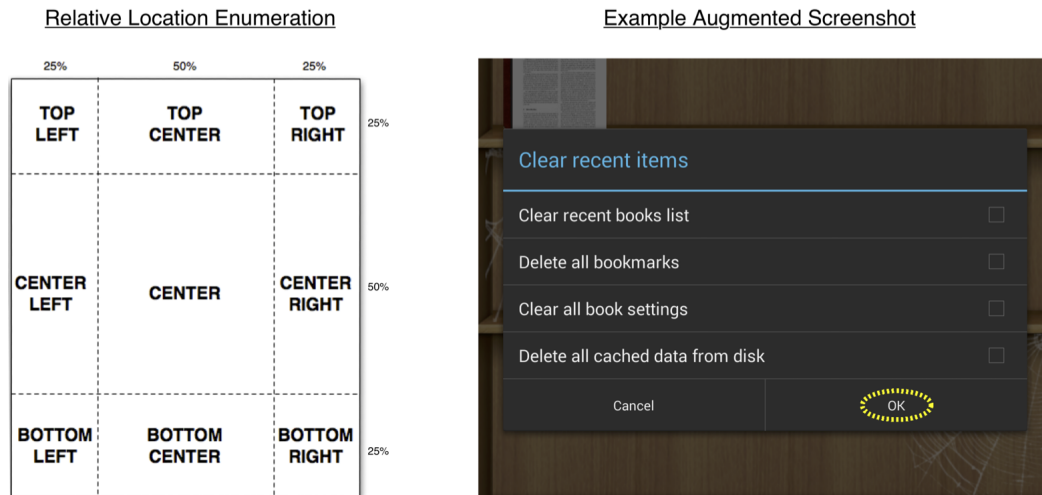 Relative Location Enumeration
25% 50% 25%
TOP LEFT
TOP CENTER
TOP RIGHT
25%
CENTER LEFT
CENTER
CENTER RIGHT
50%
BOTTOM LEFT
BOTTOM CENTER
BOTTOM RIGHT
25%
Example Augmented Screenshot
Clear recent items
Clear recent books list
Delete all bookmarks
Clear all book settings
Delete all cached data from disk
Cancel OK